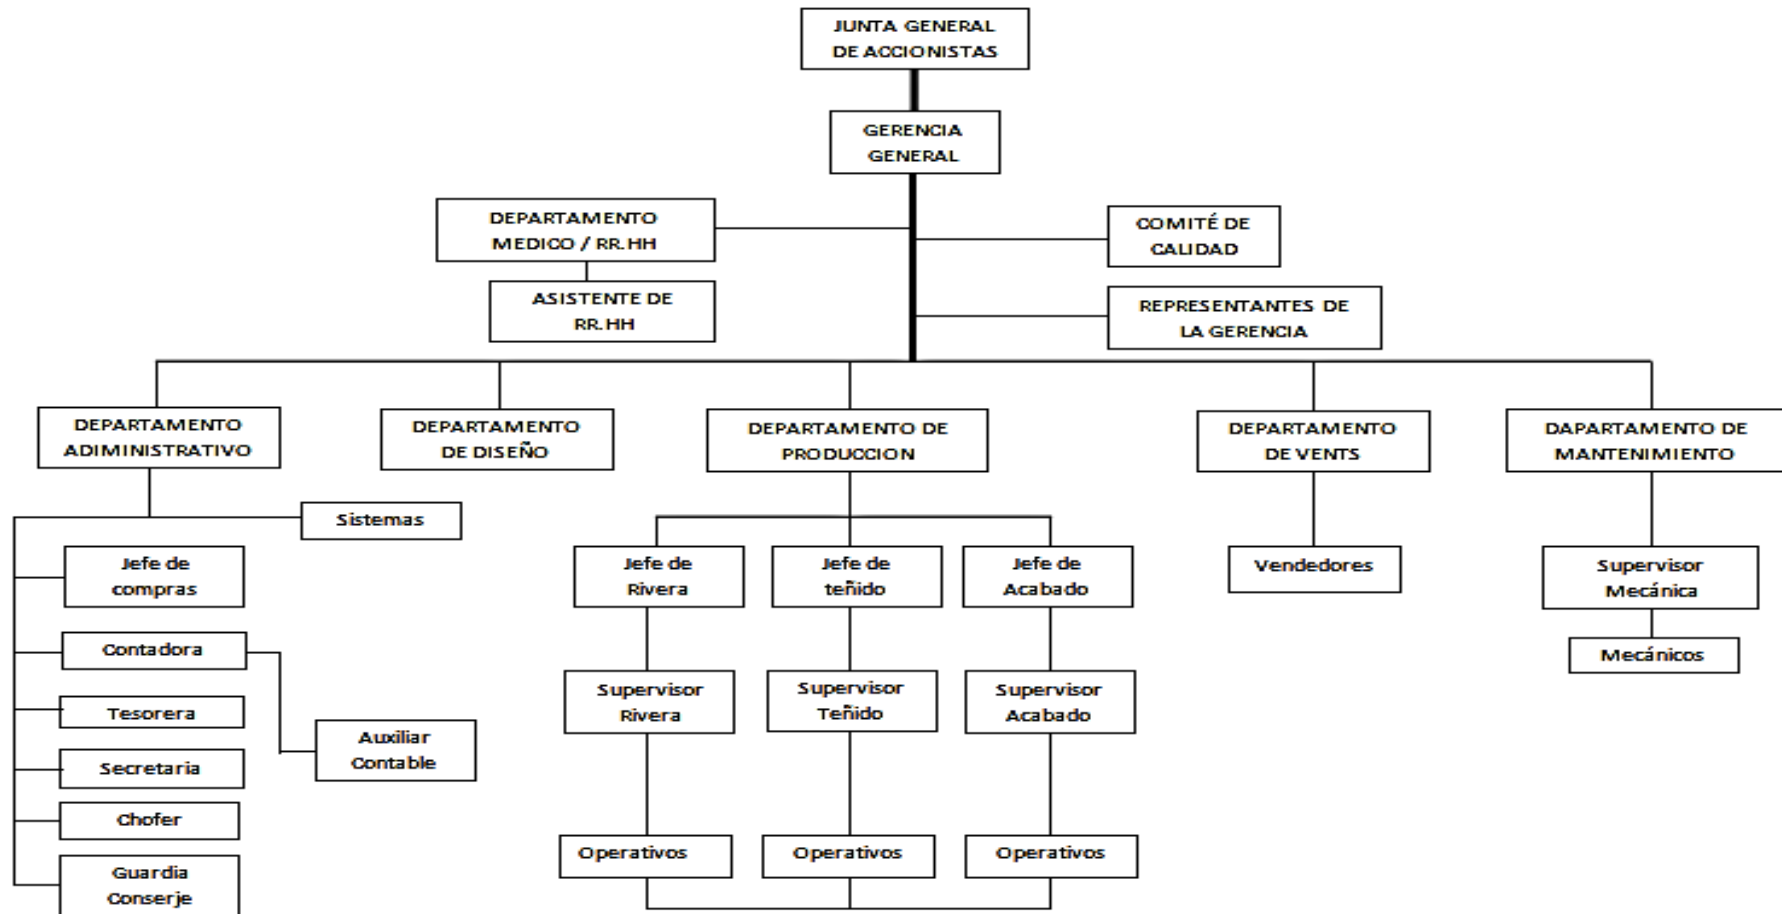 JUNTA GENERAL
DE ACCIONISTAS
GERENCIA
GENERAL
DEPARTAMENTO
MEDICO / RR.HH
COMITÉ DE
CALIDAD
ASISTENTE DE
RR.HH
REPRESENTANTES DE
LA GERENCIA
DEPARTAMENTO
ADIMINISTRATIVO
DEPARTAMENTO
DE DISEÑO
DEPARTAMENTO DE
PRODUCCION
DEPARTAMENTO
DE VENTS
DAPARTAMENTO DE
MANTENIMIENTO
Sistemas
Jefe de
compras
Contadora
Tesorera
Secretaria
Chofer
Guardia
Conserje
Auxiliar
Contable
Jefe de
Rivera
Jefe de
teñido
Jefe de
Acabado
Supervisor
Rivera
Supervisor
Teñido
Supervisor
Acabado
Operativos
Operativos
Operativos
Vendedores
Supervisor
Mecánica
Mecánicos